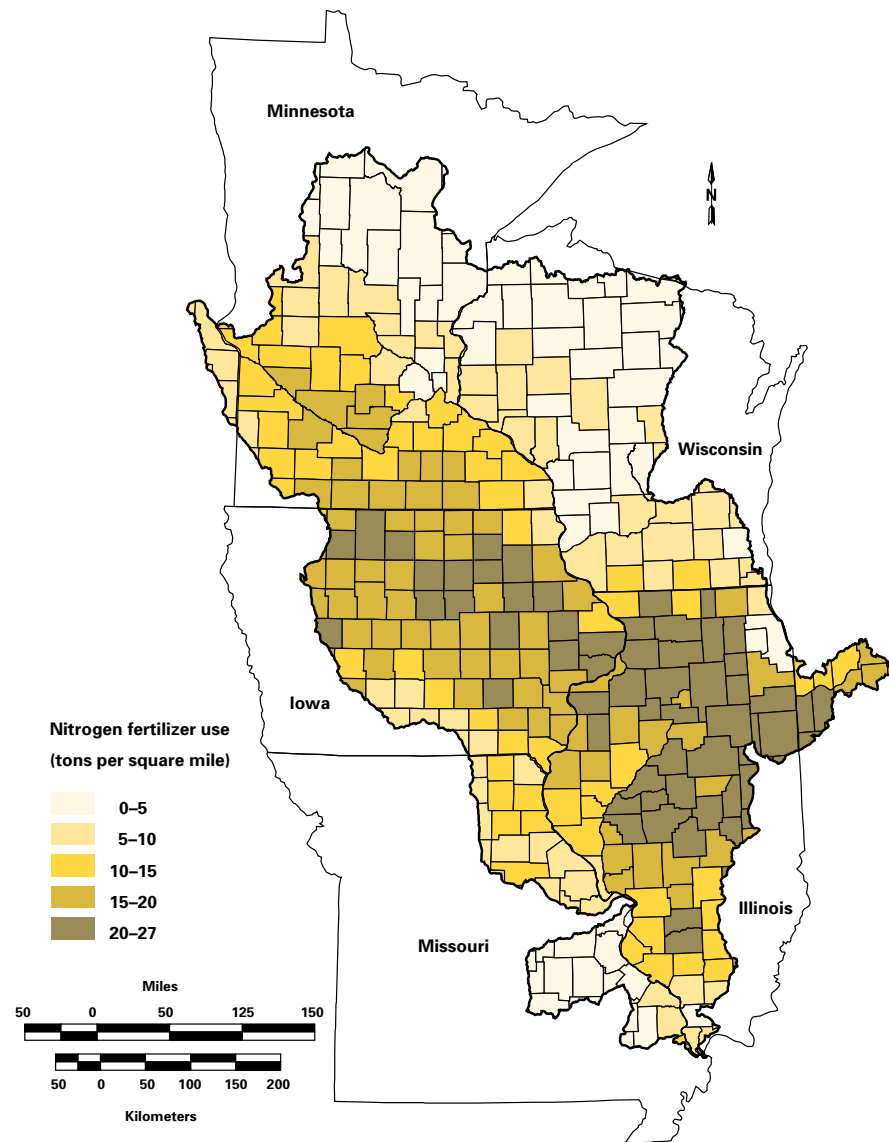 Minnesota
N
Wisconsin
Iowa
Nitrogen fertilizer use
(tons per square mile)
0–5
5–10
10–15
15–20
20–27
Illinois
Missouri
Miles
50 0 50 125 150
50 0 50 100 150 200
Kilometers